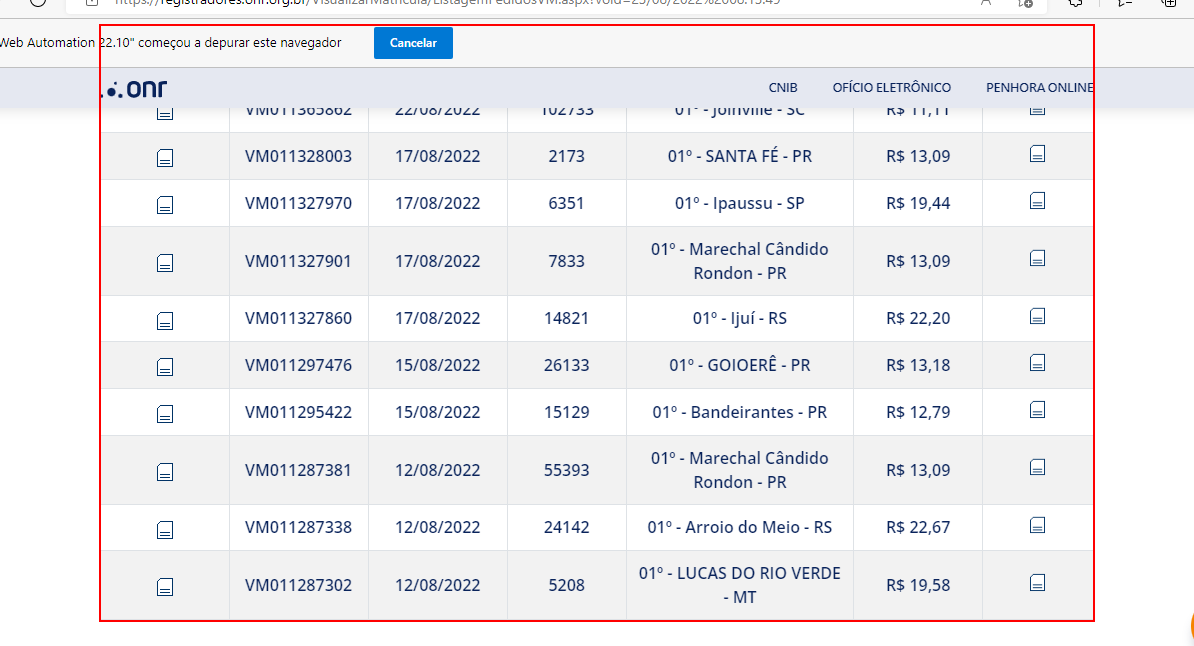 https://registradores.onr.org.br/VisualizarMatricula/ListagemPedidosVM.aspx?void=25/08/2022%2008:15:49
Web Automation 22.10" começou a depurar este navegador Cancelar
onr CNIB OFÍCIO ELETRÔNICO PENHORA ONLINE
VM011365862 22/08/2022 102733 01º - Joinville - SC R$ 11,11
VM011328003 17/08/2022 2173 01º - SANTA FÉ - PR R$ 13,09
VM011327970 17/08/2022 6351 01º - Ipaussu - SP R$ 19,44
VM011327901 17/08/2022 7833 01º - Marechal Cândido
Rondon - PR R$ 13,09
VM011327860 17/08/2022 14821 01º - Ijuí - RS R$ 22,20
VM011297476 15/08/2022 26133 01º - GOIOERÊ - PR R$ 13,18
VM011295422 15/08/2022 15129 01º - Bandeirantes - PR R$ 12,79
VM011287381 12/08/2022 55393 01º - Marechal Cândido
Rondon - PR R$ 13,09
VM011287338 12/08/2022 24142 01º - Arroio do Meio - RS R$ 22,67
VM011287302 12/08/2022 5208 01º - LUCAS DO RIO VERDE
- MT R$ 19,58